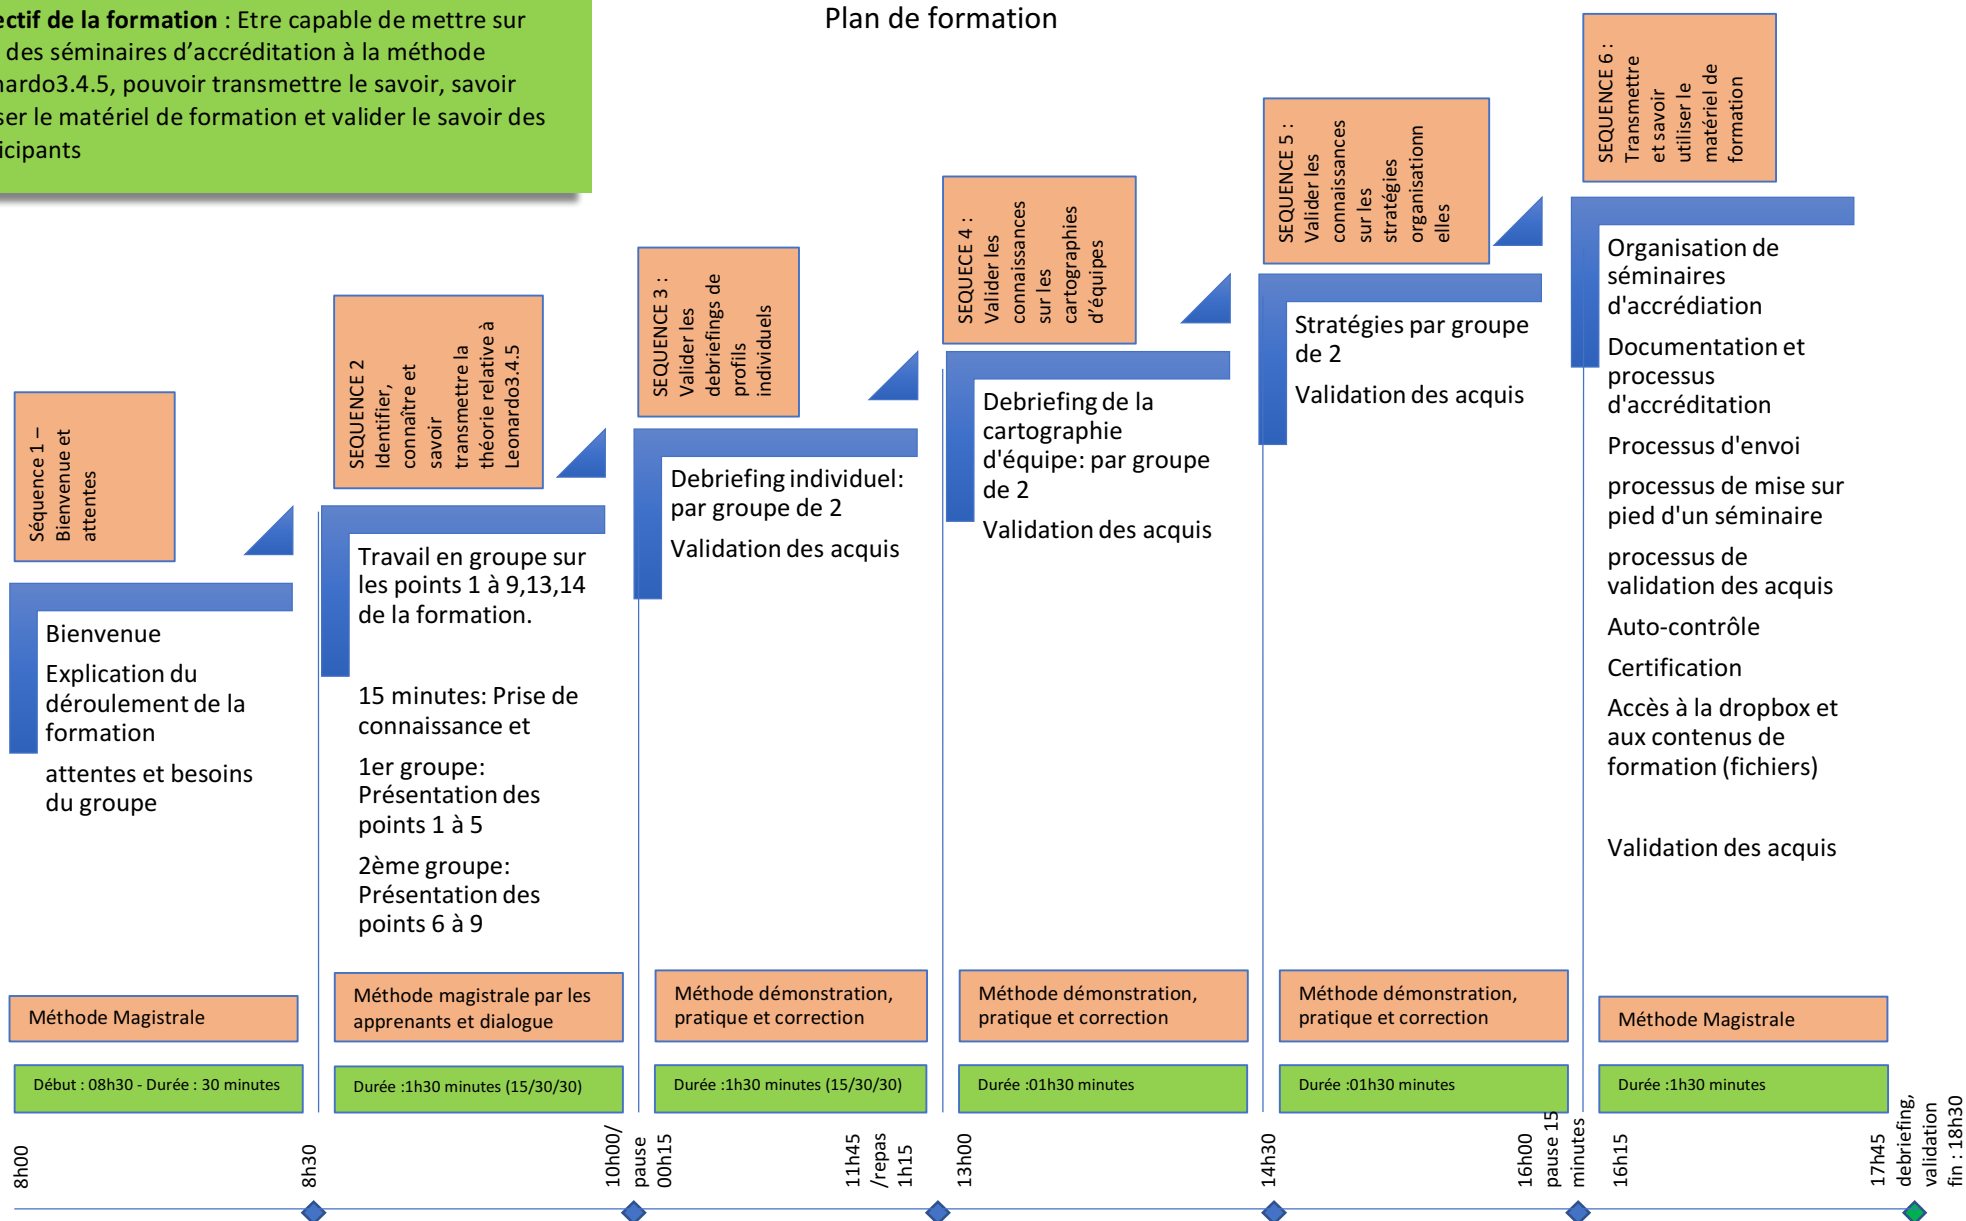 Plan de formation
ectif de la formation : Etre capable de mettre sur
des séminaires d’accréditation à la méthode
nardo3.4.5, pouvoir transmettre le savoir, savoir
ser le matériel de formation et valider le savoir des
icipants
Séquence 1 –
Bienvenue et
attentes
Bienvenue
Explication du
déroulement de la
formation
attentes et besoins
du groupe
SEQUENCE 2
Identifier,
connaître et
savoir
transmettre la
théorie relative à
Leonardo3.4.5
Travail en groupe sur
les points 1 à 9,13,14
de la formation.
15 minutes: Prise de
connaissance et
1er groupe:
Présentation des
points 1 à 5
2ème groupe:
Présentation des
points 6 à 9
SEQUENCE 3 :
Valider les
debriefings de
profils
individuels
Debriefing individuel:
par groupe de 2
Validation des acquis
SEQUECE 4 :
Valider les
connaissances
sur les
cartographies
d’équipes
Debriefing de la
cartographie
d'équipe: par groupe
de 2
Validation des acquis
SEQUENCE 5 :
Valider les
connaissances
sur les
stratégies
organisationn
elles
Stratégies par groupe
de 2
Validation des acquis
SEQUENCE 6 :
Transmettre
et savoir
utiliser le
matériel de
formation
Organisation de
séminaires
d'accrédiation
Documentation et
processus
d'accréditation
Processus d'envoi
processus de mise sur
pied d'un séminaire
processus de
validation des acquis
Auto-contrôle
Certification
Accès à la dropbox et
aux contenus de
formation (fichiers)
Validation des acquis
Méthode Magistrale
Méthode magistrale par les
apprenants et dialogue
Méthode démonstration,
pratique et correction
Méthode démonstration,
pratique et correction
Méthode démonstration,
pratique et correction
Méthode Magistrale
Début : 08h30 - Durée : 30 minutes
Durée :1h30 minutes (15/30/30)
Durée :1h30 minutes (15/30/30)
Durée :01h30 minutes
Durée :01h30 minutes
Durée :1h30 minutes
8h00
8h30
10h00/
pause
00h15
11h45
/repas
1h15
13h00
14h30
16h00
pause 15
minutes
16h15
17h45
debriefing,
validation
fin : 18h30